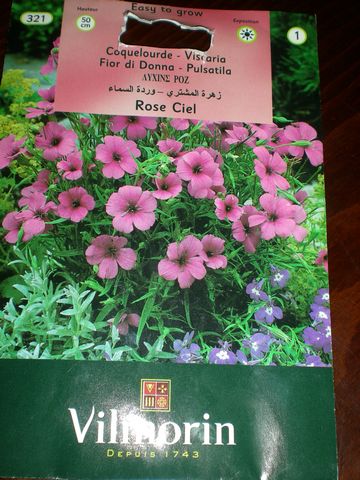 Easy to grow
321
Hauteur
50
cm
Exposition
1
Coquelourde - Viscaria
Fior di Donna - Pulsatila
ΛΥΧΙΣ ΡΟΖ
زهرة المشتري - وردة السماء
Rose Ciel
Vilmorin
DEPUIS 1743